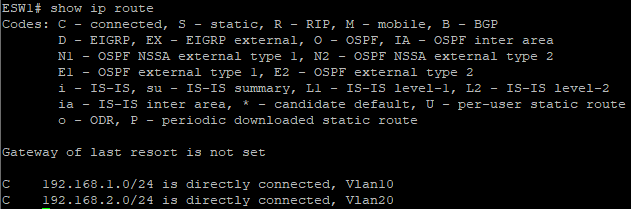 ESW1# show ip route
Codes: C - connected, S - static, R - RIP, M - mobile, B - BGP
       D - EIGRP, EX - EIGRP external, O - OSPF, IA - OSPF inter area
       N1 - OSPF NSSA external type 1, N2 - OSPF NSSA external type 2
       E1 - OSPF external type 1, E2 - OSPF external type 2
       i - IS-IS, su - IS-IS summary, L1 - IS-IS level-1, L2 - IS-IS level-2
       ia - IS-IS inter area, * - candidate default, U - per-user static route
       o - ODR, P - periodic downloaded static route

Gateway of last resort is not set

C    192.168.1.0/24 is directly connected, Vlan10
C    192.168.2.0/24 is directly connected, Vlan20